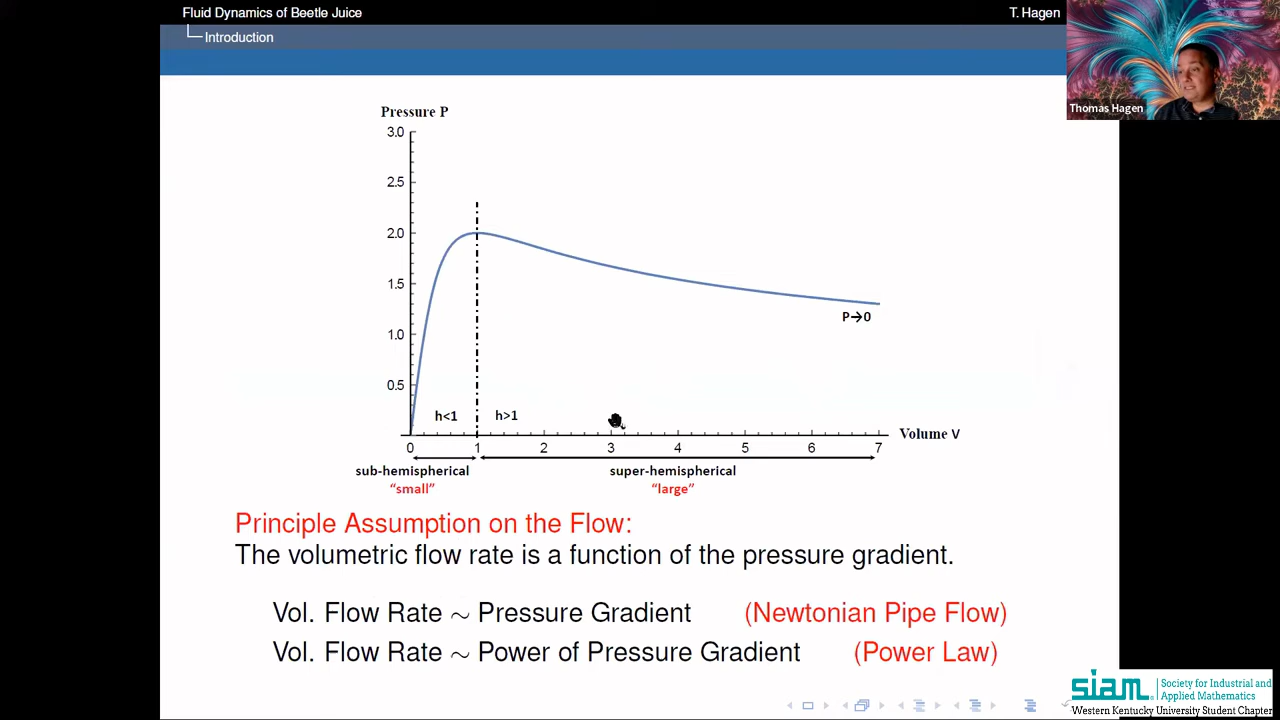 Fluid Dynamics of Beetle Juice
T. Hagen
Introduction
Thomas Hagen
Pressure P
3.0
2.5
2.0
1.5
1.0
0.5
P→0
h<1
h>1
Volume V
0 1 2 3 4 5 6 7
sub-hemispherical
super-hemispherical
"small"
"large"
Principle Assumption on the Flow:
The volumetric flow rate is a function of the pressure gradient.
Vol. Flow Rate ∼ Pressure Gradient (Newtonian Pipe Flow)
Vol. Flow Rate ∼ Power of Pressure Gradient (Power Law)
siam
Society for Industrial and
Applied Mathematics
Western Kentucky University Student Chapter